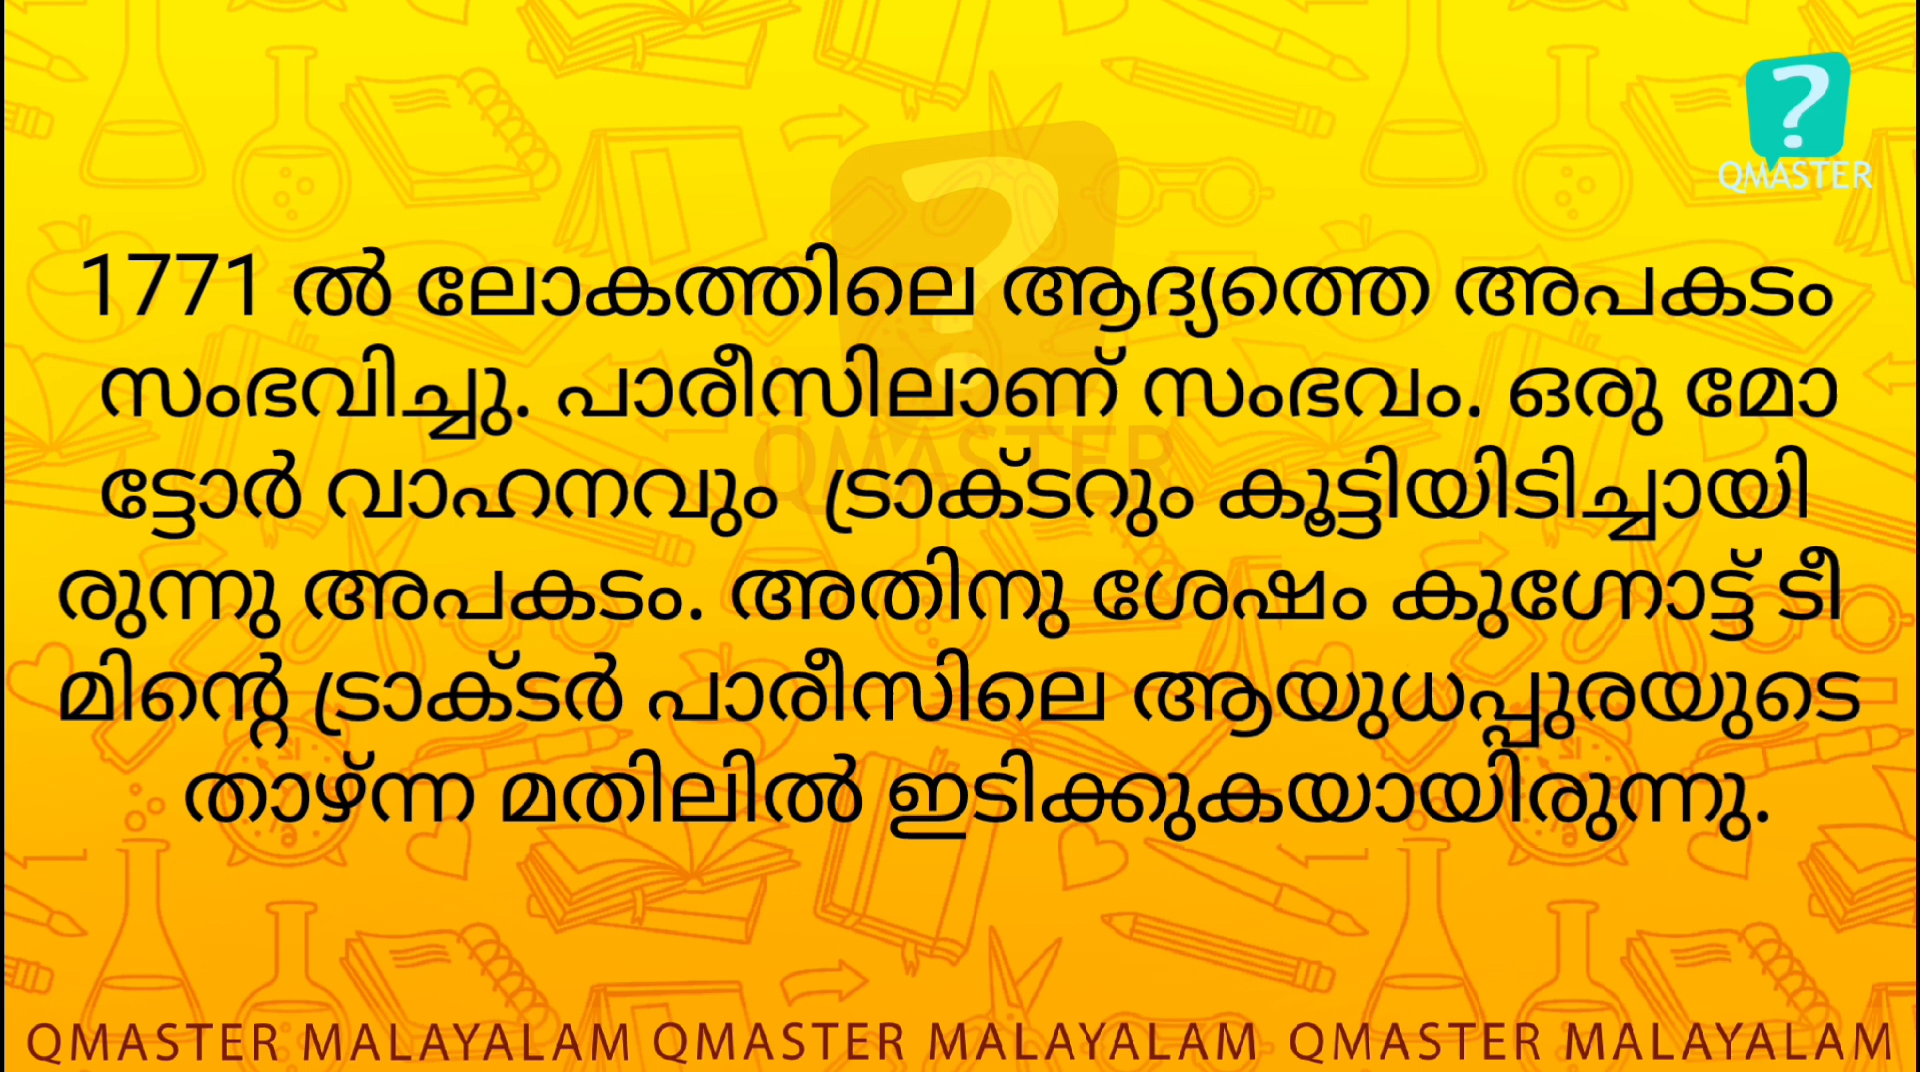 QMASTER
1771 ൽ ലോകത്തിലെ ആദ്യത്തെ അപകടം
സംഭവിച്ചു. പാരീസിലാണ് സംഭവം. ഒരു മോ
ട്ടോർ വാഹനവും ട്രാക്ടറും കൂട്ടിയിടിച്ചായി
രുന്നു അപകടം. അതിനു ശേഷം കുഗ്നോട്ട് ടീ
മിന്റെ ട്രാക്ടർ പാരീസിലെ ആയുധപ്പുരയുടെ
താഴ്ന്ന മതിലിൽ ഇടിക്കുകയായിരുന്നു.
QMASTER
QMASTER MALAYALAM QMASTER MALAYALAM QMASTER MALAYALAM